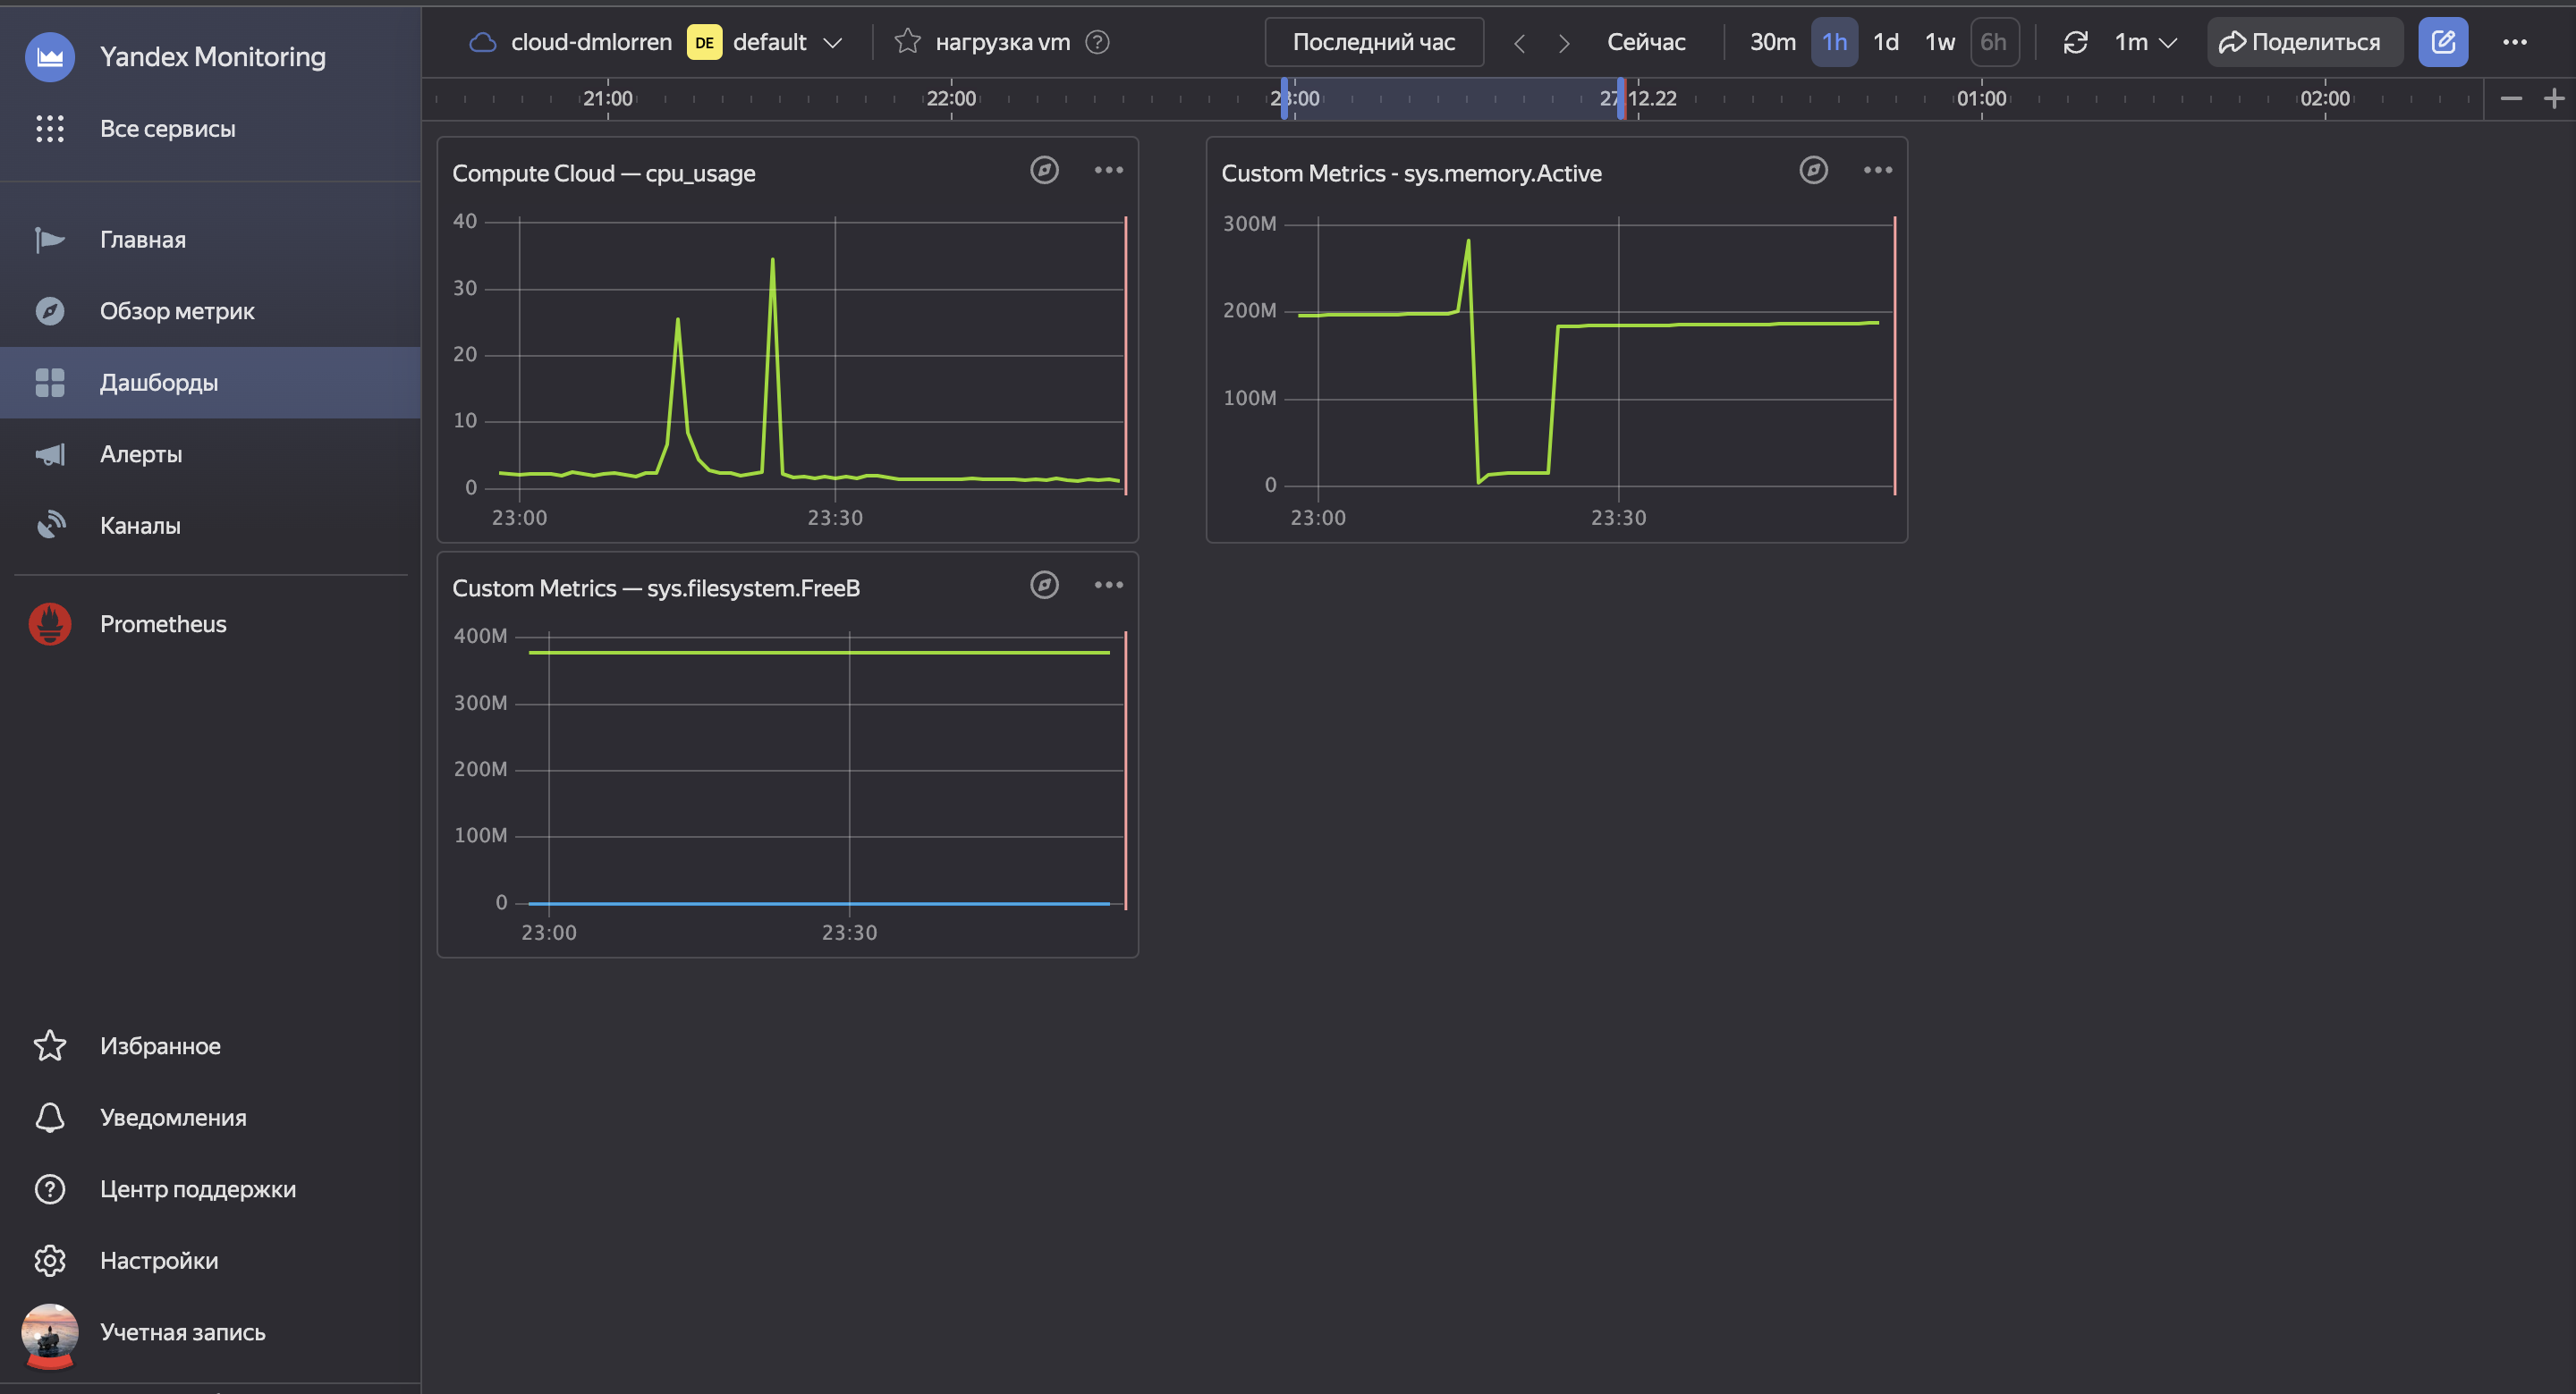 Yandex Monitoring
Все сервисы
Главная
Обзор метрик
Дашборды
Алерты
Каналы
Prometheus
Избранное
Уведомления
Центр поддержки
Настройки
Учетная запись
cloud-dmlorren DE default нагрузка vm ?
Последний час Сейчас 30m 1h 1d 1w 6h 1m Поделиться
21:00 22:00 23:00 27.12.22 01:00 02:00
Compute Cloud — cpu_usage
40
30
20
10
0
23:00 23:30
Custom Metrics - sys.memory.Active
300M
200M
100M
0
23:00 23:30
Custom Metrics — sys.filesystem.FreeB
400M
300M
200M
100M
0
23:00 23:30